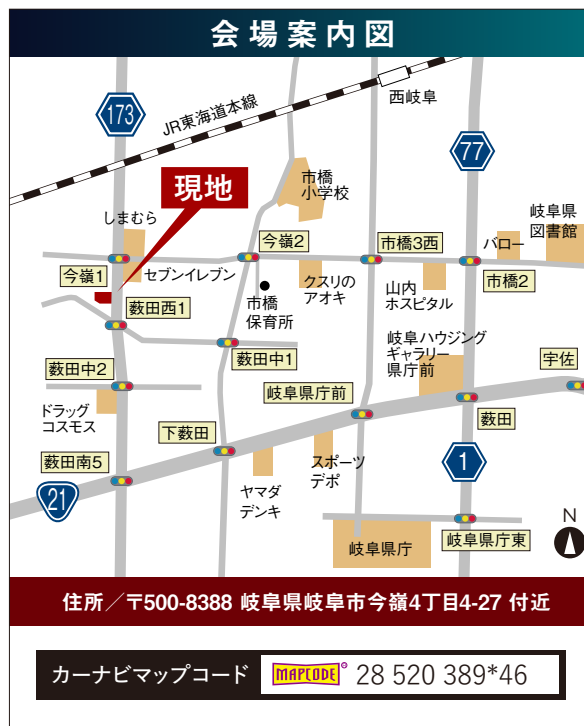 会場案内図
西岐阜
JR東海道本線
173
77
現地
市橋
小学校
岐阜県
図書館
しまむら
今嶺2
市橋3西
バロー
今嶺1
セブンイレブン
クスリの
アオキ
山内
ホスピタル
市橋2
薮田西1
市橋
保育所
岐阜ハウジング
ギャラリー
県庁前
薮田中1
宇佐
薮田中2
岐阜県庁前
ドラッグ
コスモス
下薮田
薮田
薮田南5
スポーツ
デポ
1
21
ヤマダ
デンキ
岐阜県庁
岐阜県庁東
N
住所／〒500-8388 岐阜県岐阜市今嶺4丁目4-27 付近
カーナビマップコード MAPCODE® 28 520 389*46